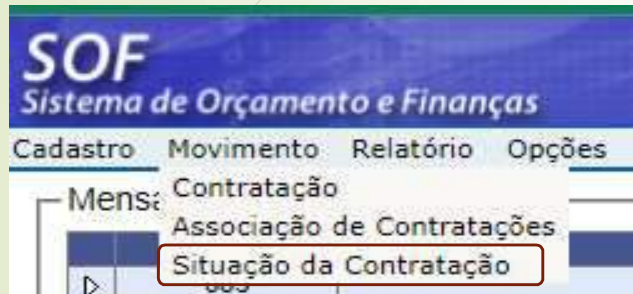 SOF
Sistema de Orçamento e Finanças
Cadastro Movimento Relatório Opções
Contratação
Associação de Contratações
Situação da Contratação